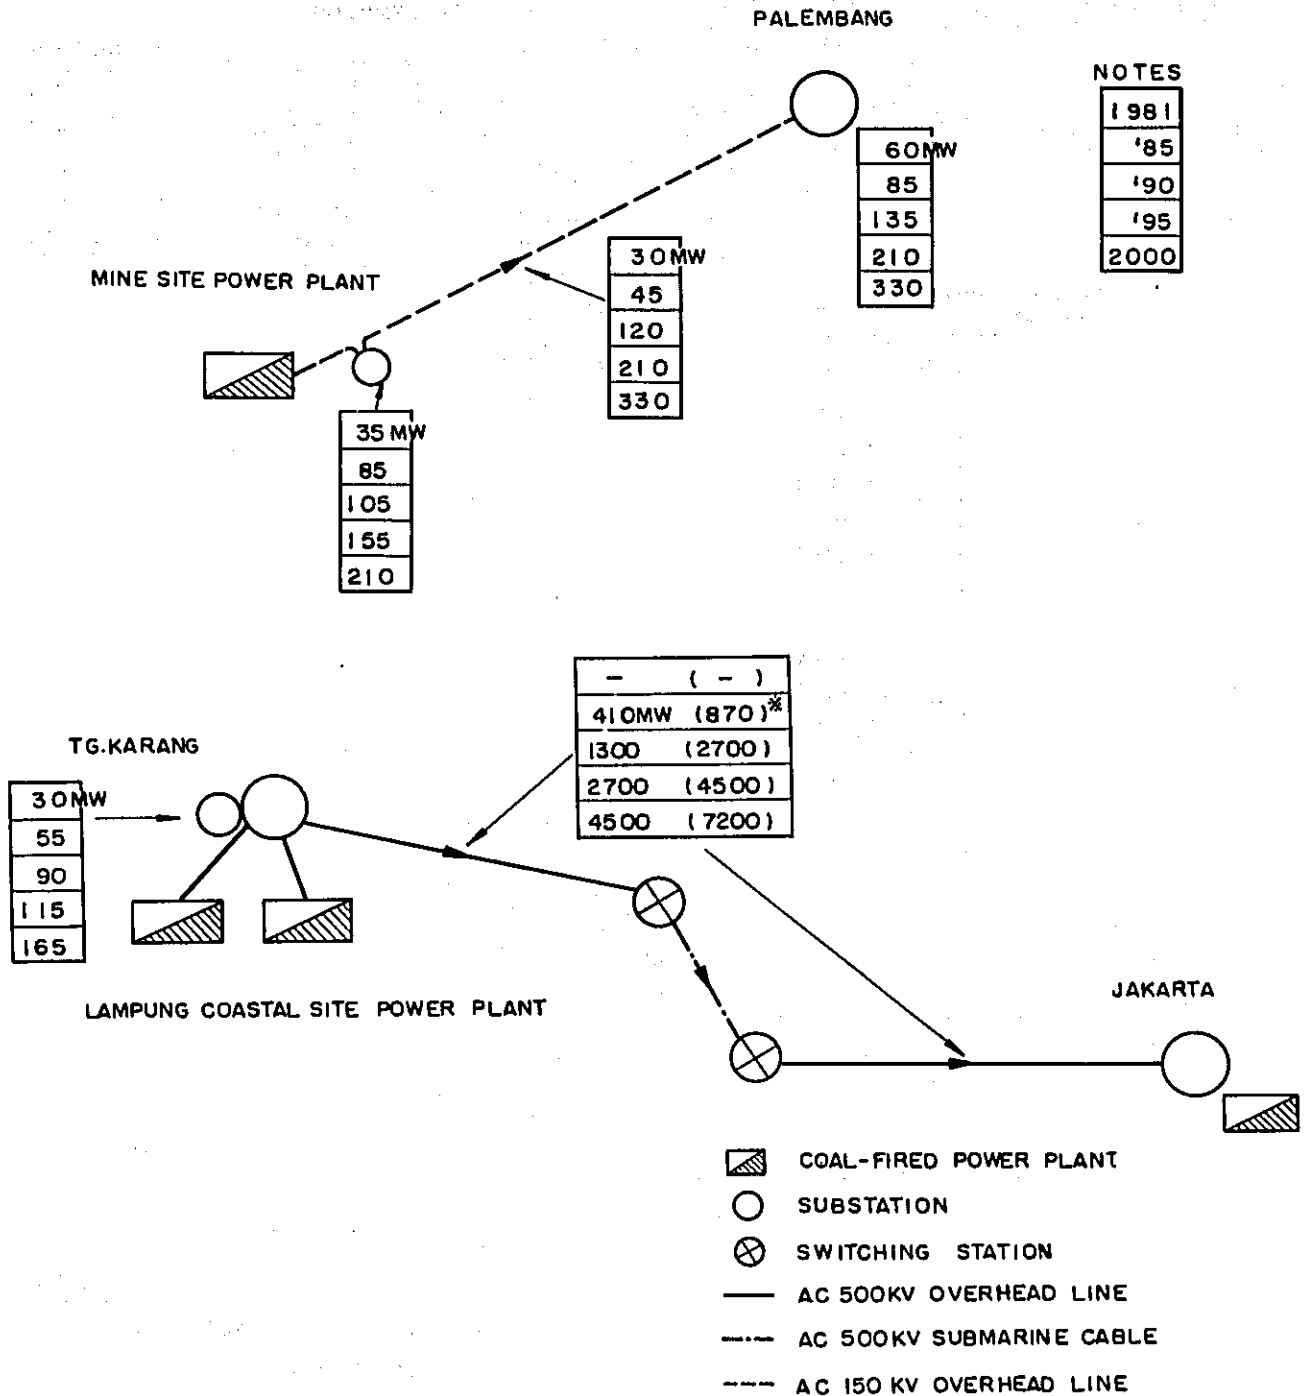 PALEMBANG
NOTES
1981
'85
'90
'95
2000
60MW
85
135
210
330
30MW
45
120
210
330
MINE SITE POWER PLANT
35MW
85
105
155
210
— ( — )
410MW (870)※
1300 (2700)
2700 (4500)
4500 (7200)
TG.KARANG
30MW
55
90
115
165
LAMPUNG COASTAL SITE POWER PLANT
JAKARTA
COAL-FIRED POWER PLANT
SUBSTATION
SWITCHING STATION
AC 500KV OVERHEAD LINE
AC 500KV SUBMARINE CABLE
AC 150 KV OVERHEAD LINE